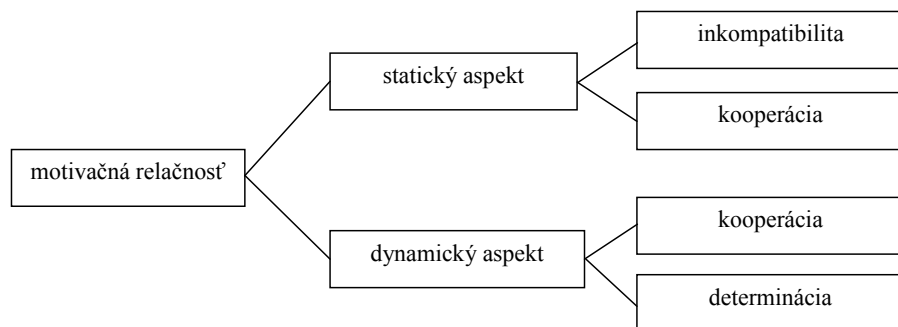 inkompatibilita
statický aspekt
kooperácia
motivačná relačnosť
kooperácia
dynamický aspekt
determinácia